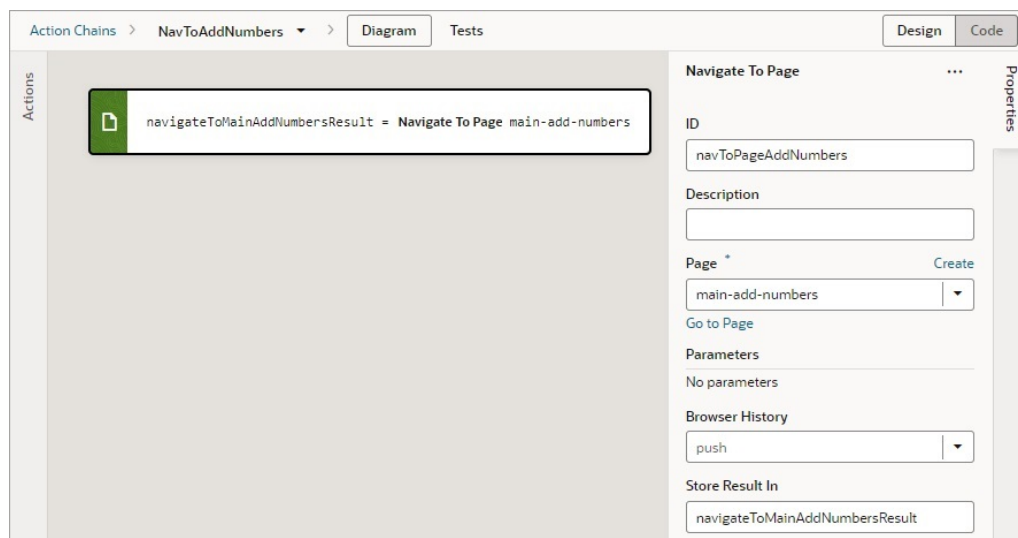 Action Chains > NavToAddNumbers > Diagram Tests Design Code
Actions
navigateToMainAddNumbersResult = Navigate To Page main-add-numbers
Navigate To Page ...
Properties
ID
navToPageAddNumbers
Description
Page * Create
main-add-numbers
Go to Page
Parameters
No parameters
Browser History
push
Store Result In
navigateToMainAddNumbersResult